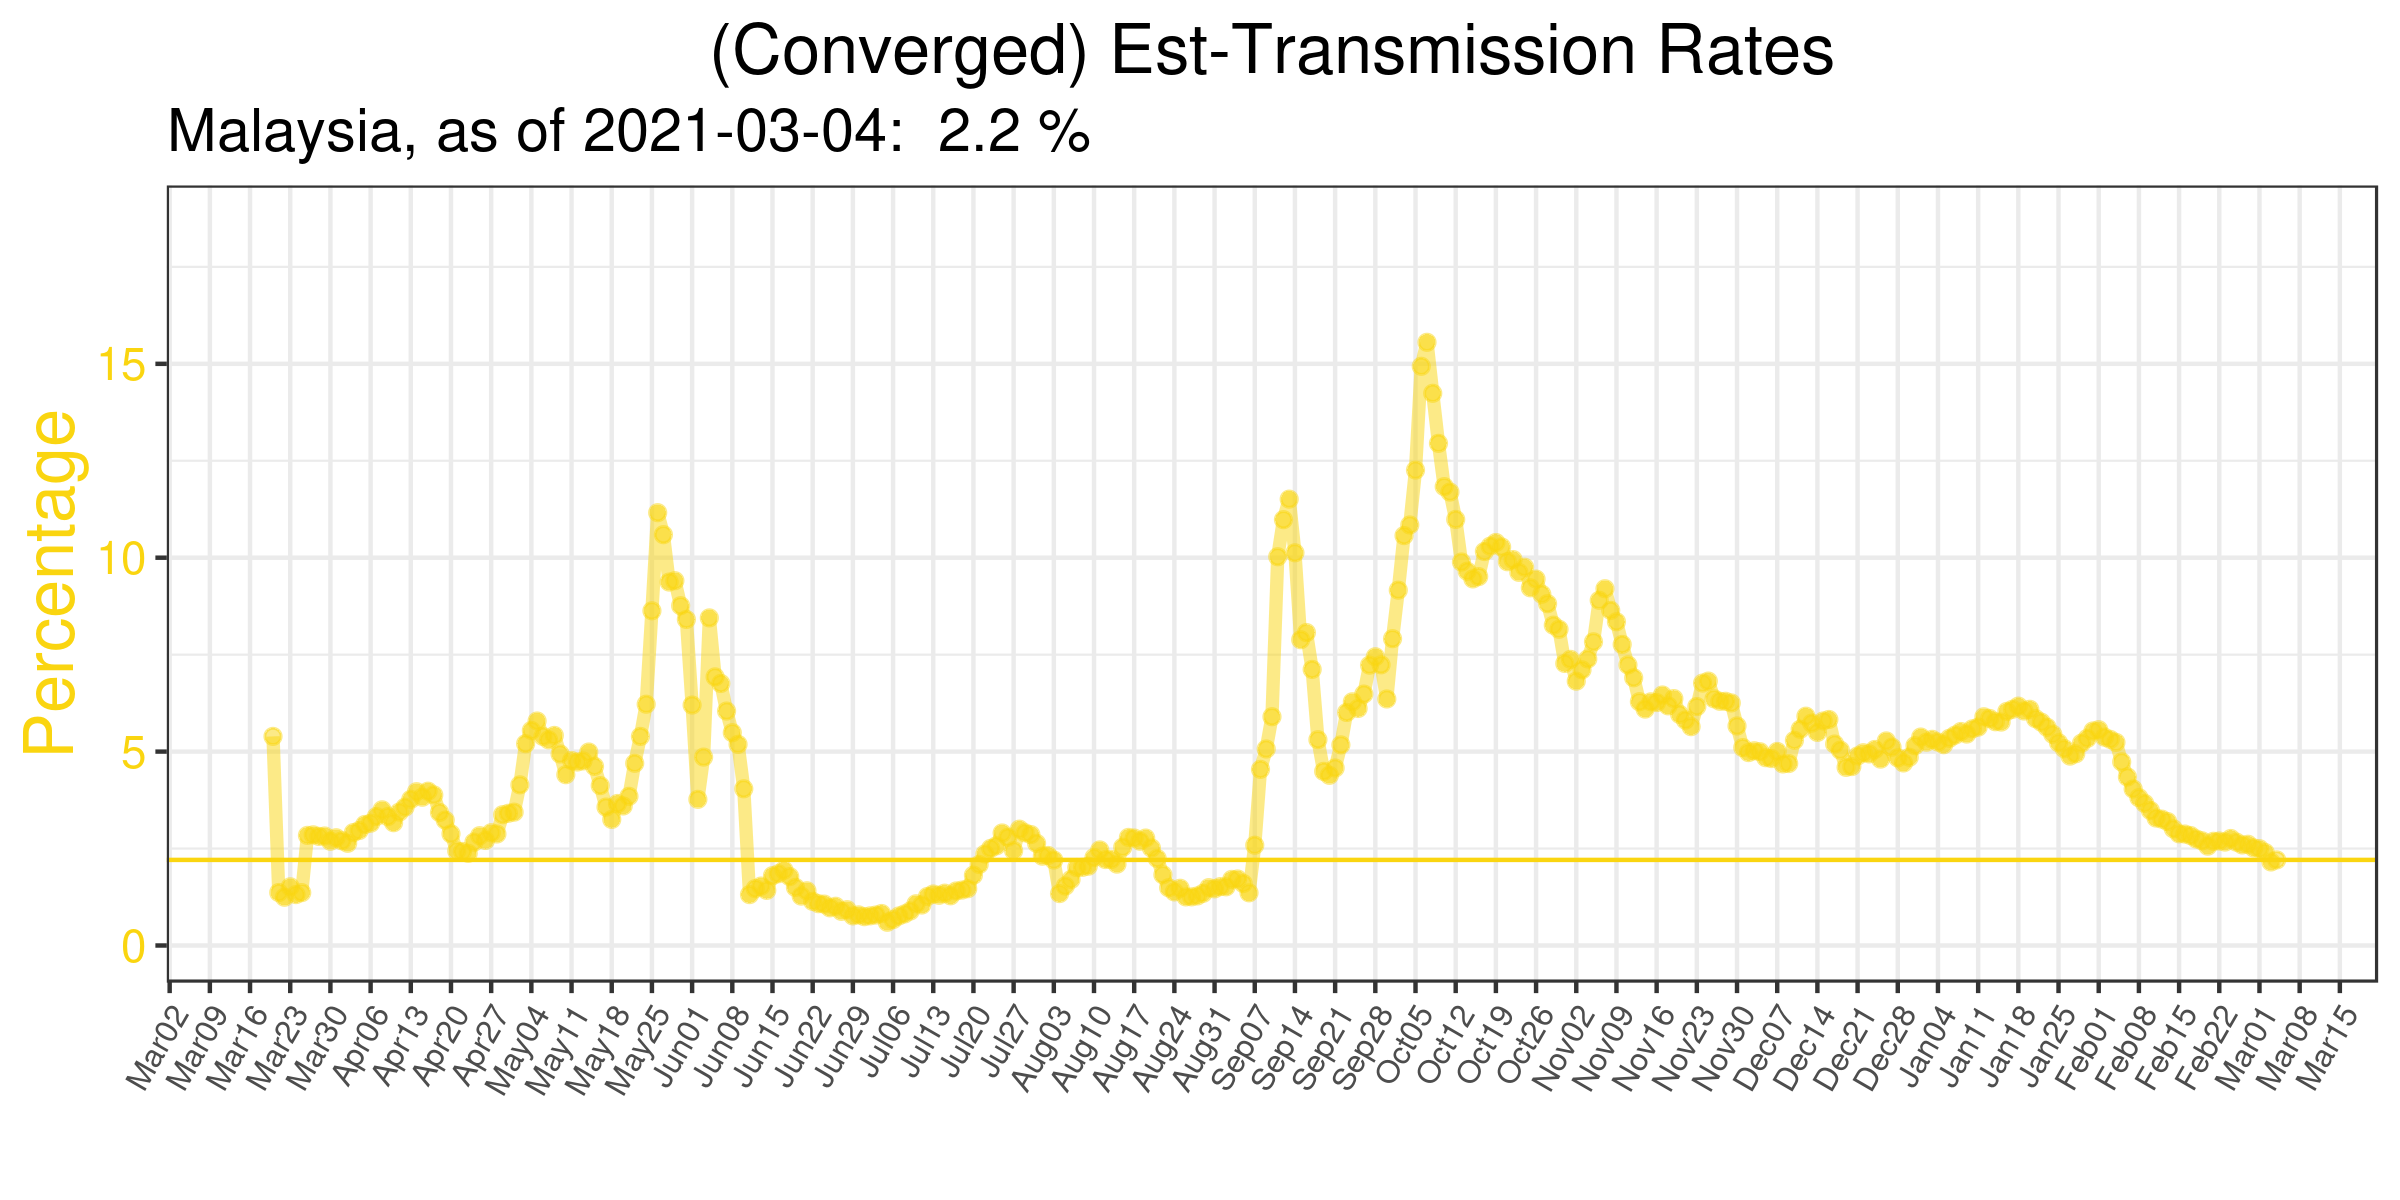 (Converged) Est-Transmission Rates
Malaysia, as of 2021-03-04:  2.2 %
Percentage
15
10
5
0
Mar02
Mar09
Mar16
Mar23
Mar30
Apr06
Apr13
Apr20
Apr27
May04
May11
May18
May25
Jun01
Jun08
Jun15
Jun22
Jun29
Jul06
Jul13
Jul20
Jul27
Aug03
Aug10
Aug17
Aug24
Aug31
Sep07
Sep14
Sep21
Sep28
Oct05
Oct12
Oct19
Oct26
Nov02
Nov09
Nov16
Nov23
Nov30
Dec07
Dec14
Dec21
Dec28
Jan04
Jan11
Jan18
Jan25
Feb01
Feb08
Feb15
Feb22
Mar01
Mar08
Mar15